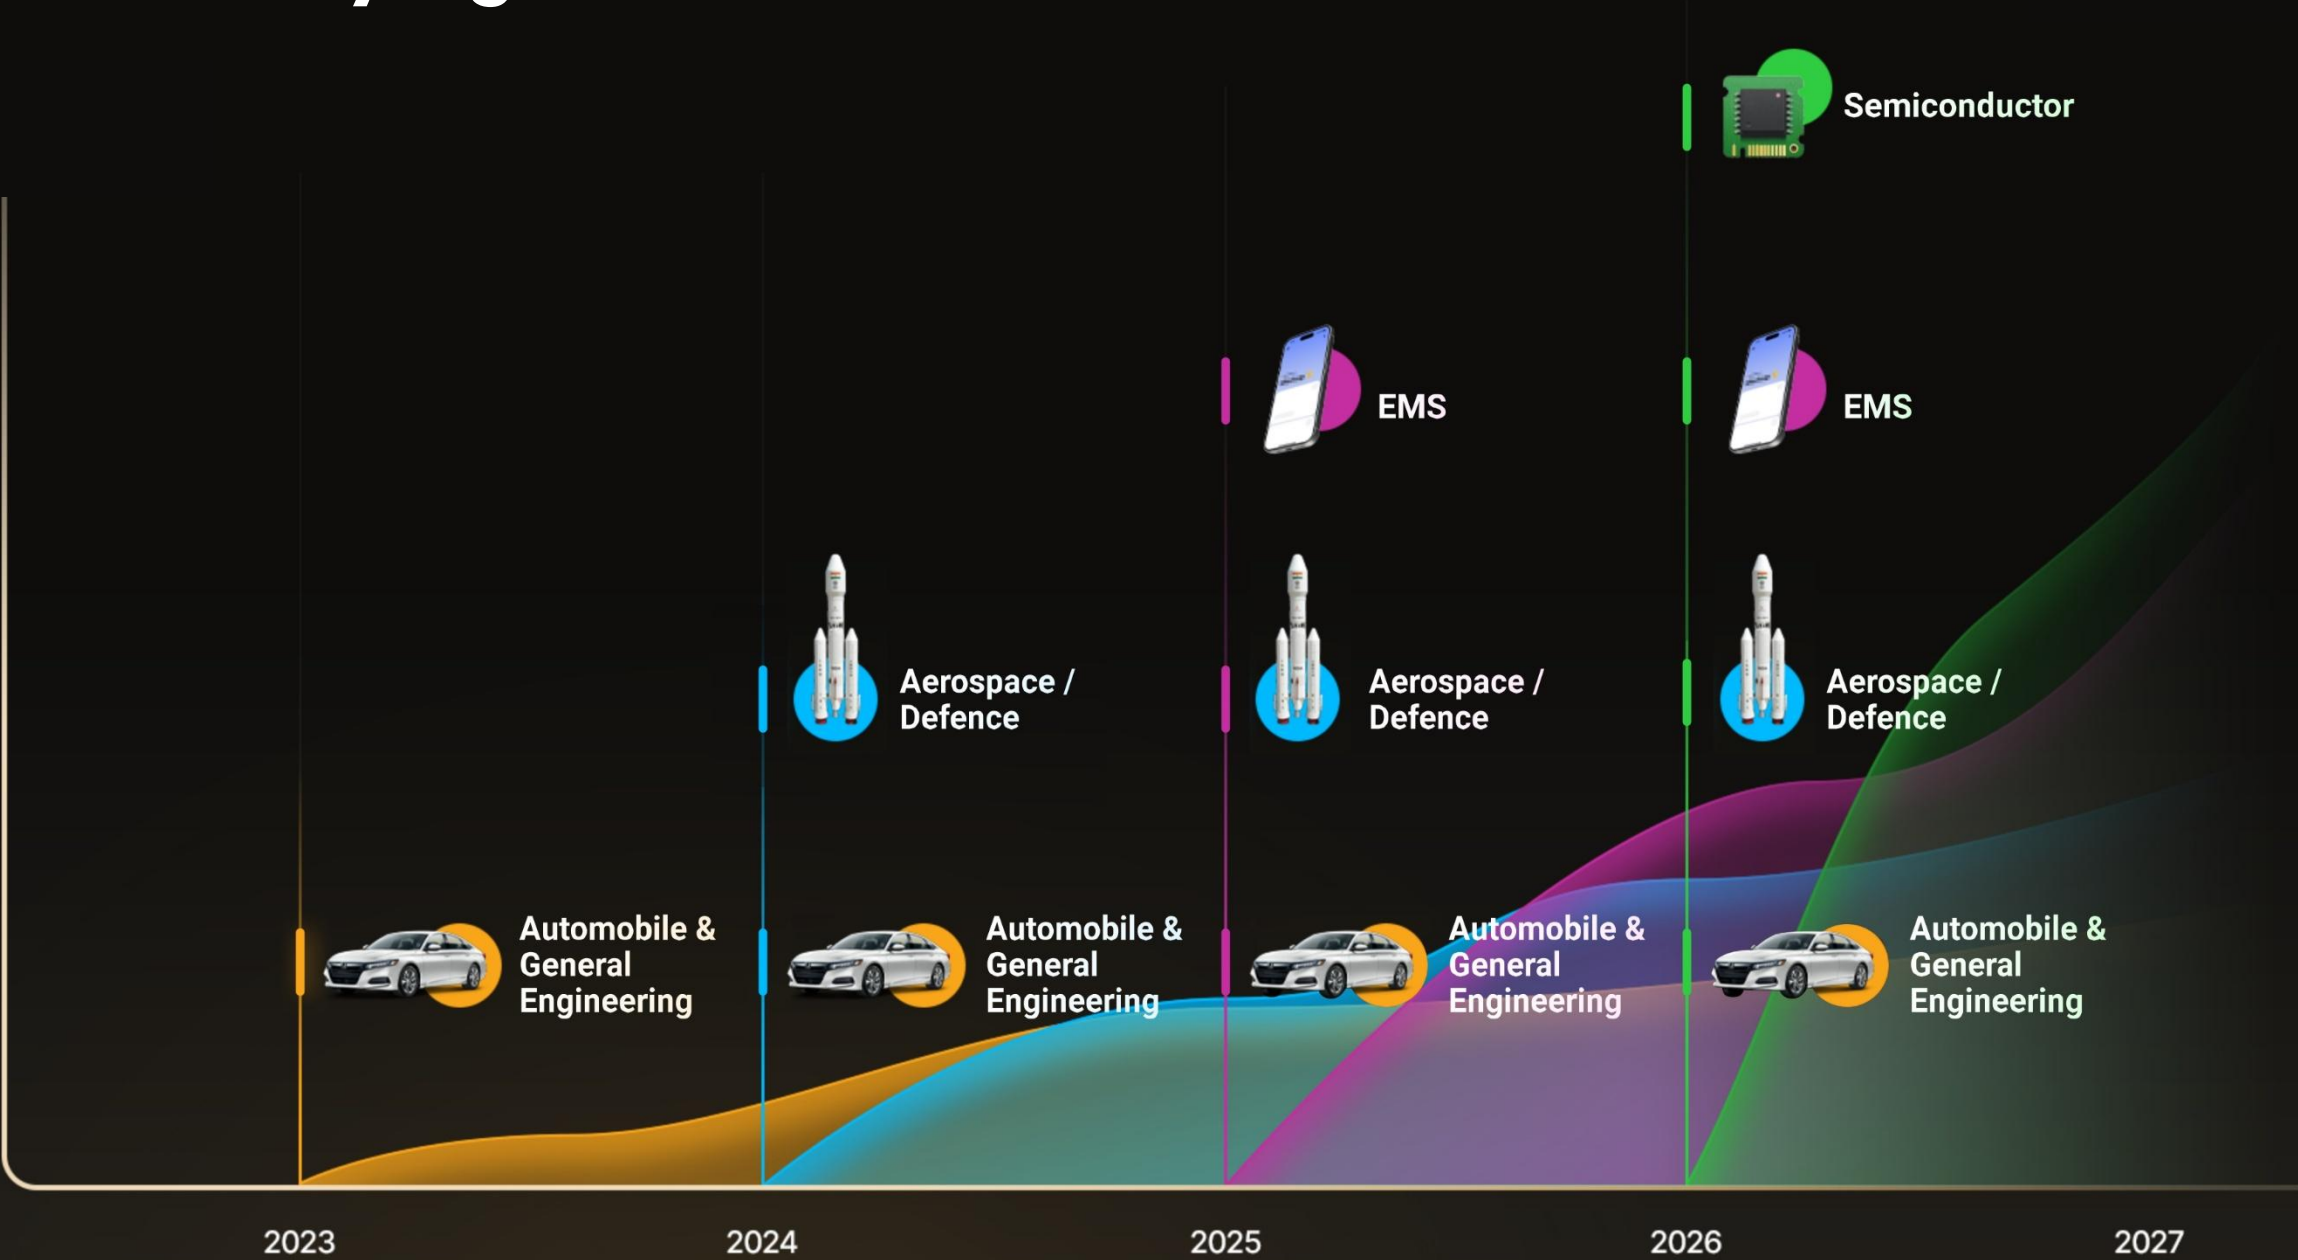 Semiconductor
EMS
EMS
Aerospace /
Defence
Aerospace /
Defence
Aerospace /
Defence
Automobile &
General
Engineering
Automobile &
General
Engineering
Automobile &
General
Engineering
Automobile &
General
Engineering
2023
2024
2025
2026
2027